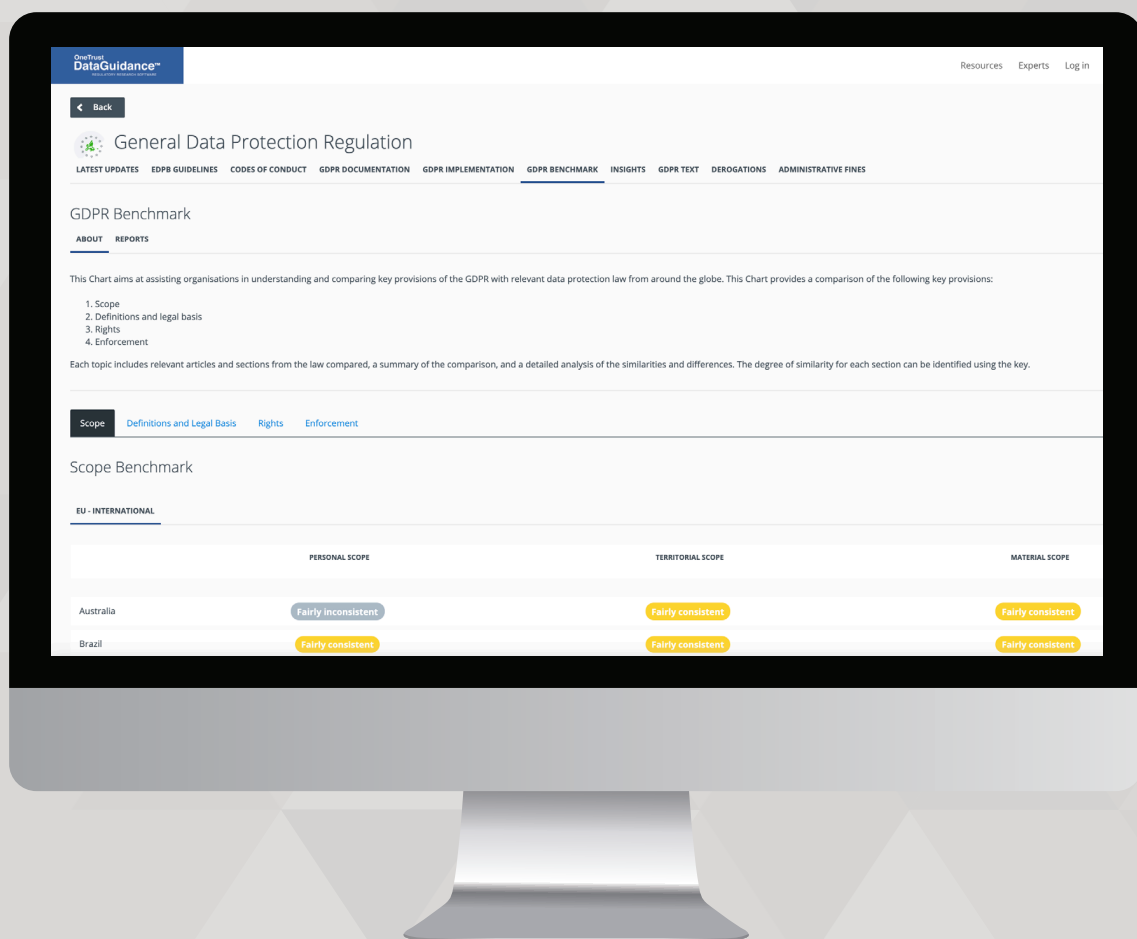 OneTrust
DataGuidance™
REGULATORY RESEARCH SOFTWARE
Resources Experts Log in
Back
General Data Protection Regulation
LATEST UPDATES EDPB GUIDELINES CODES OF CONDUCT GDPR DOCUMENTATION GDPR IMPLEMENTATION GDPR BENCHMARK INSIGHTS GDPR TEXT DEROGATIONS ADMINISTRATIVE FINES
GDPR Benchmark
ABOUT REPORTS
This Chart aims at assisting organisations in understanding and comparing key provisions of the GDPR with relevant data protection law from around the globe. This Chart provides a comparison of the following key provisions:
1. Scope
2. Definitions and legal basis
3. Rights
4. Enforcement
Each topic includes relevant articles and sections from the law compared, a summary of the comparison, and a detailed analysis of the similarities and differences. The degree of similarity for each section can be identified using the key.
Scope Definitions and Legal Basis Rights Enforcement
Scope Benchmark
EU - INTERNATIONAL
PERSONAL SCOPE TERRITORIAL SCOPE MATERIAL SCOPE
Australia Fairly inconsistent Fairly consistent Fairly consistent
Brazil Fairly consistent Fairly consistent Fairly consistent